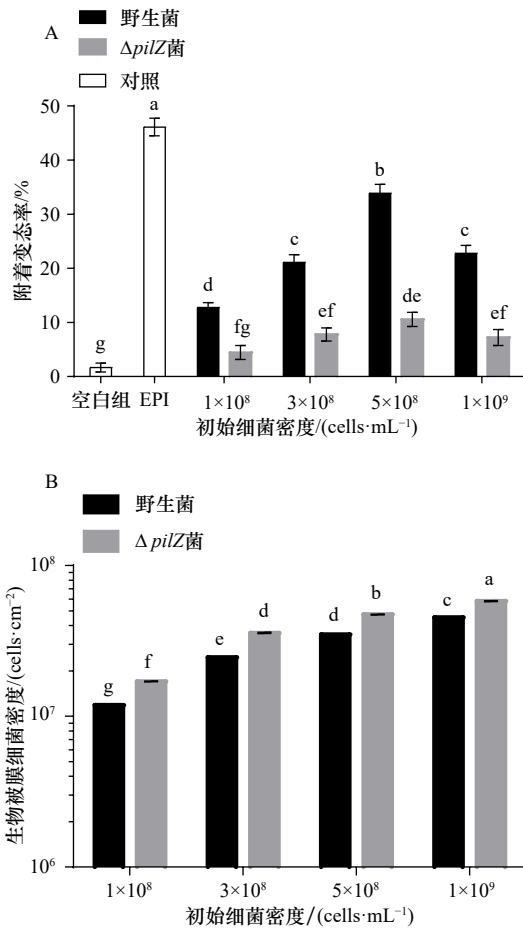 A
野生菌
ΔpilZ菌
对照
附着变态率/%
50
40
30
20
10
0
g
a
d
fg
c
ef
b
de
c
ef
空白组 EPI 1×10⁸ 3×10⁸ 5×10⁸ 1×10⁹
初始细菌密度/(cells·mL⁻¹)
B
野生菌
Δ pilZ菌
生物被膜细菌密度/(cells·cm⁻²)
10⁸
10⁷
10⁶
g
f
e
d
d
b
c
a
1×10⁸ 3×10⁸ 5×10⁸ 1×10⁹
初始细菌密度/(cells·mL⁻¹)